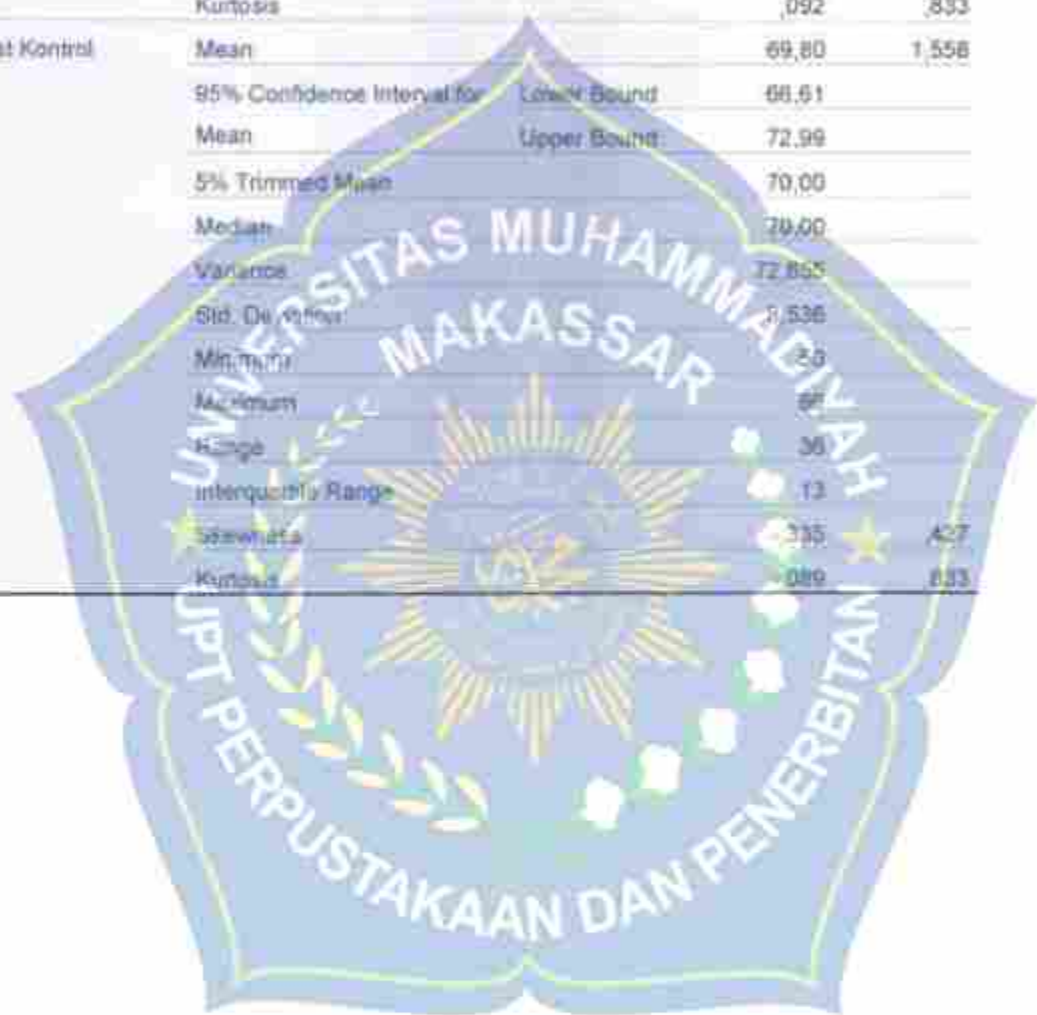 Kurtosis ,092 ,833
st Kontrol Mean 69,80 1,558
95% Confidence Interval for Lower Bound 66,61
Mean Upper Bound 72,99
5% Trimmed Mean 70,00
Median 70,00
Variance 72,855
Std. Deviation 8,536
Minimum 50
Maximum
Range 36
Interquartile Range 13
Skewness ,427
Kurtosis ,833
UNIVERSITAS MUHAMMADIYAH
MAKASSAR
UPT PERPUSTAKAAN DAN PENERBITAN